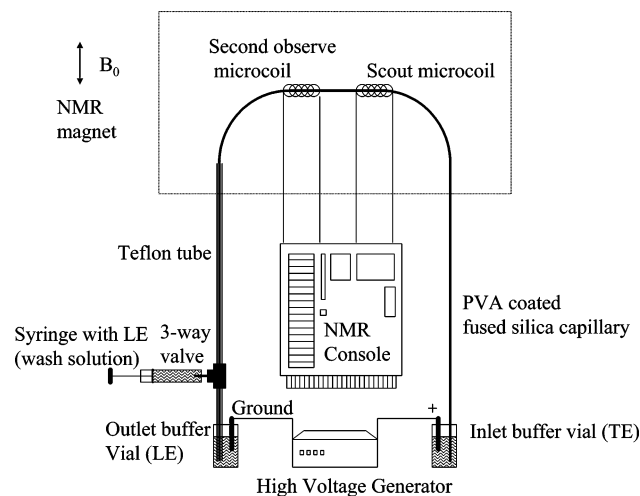 Second observe
microcoil
Scout microcoil
B0
NMR
magnet
Teflon tube
PVA coated
fused silica capillary
Syringe with LE
(wash solution)
3-way
valve
NMR
Console
Ground
+
Outlet buffer
Vial (LE)
Inlet buffer vial (TE)
High Voltage Generator